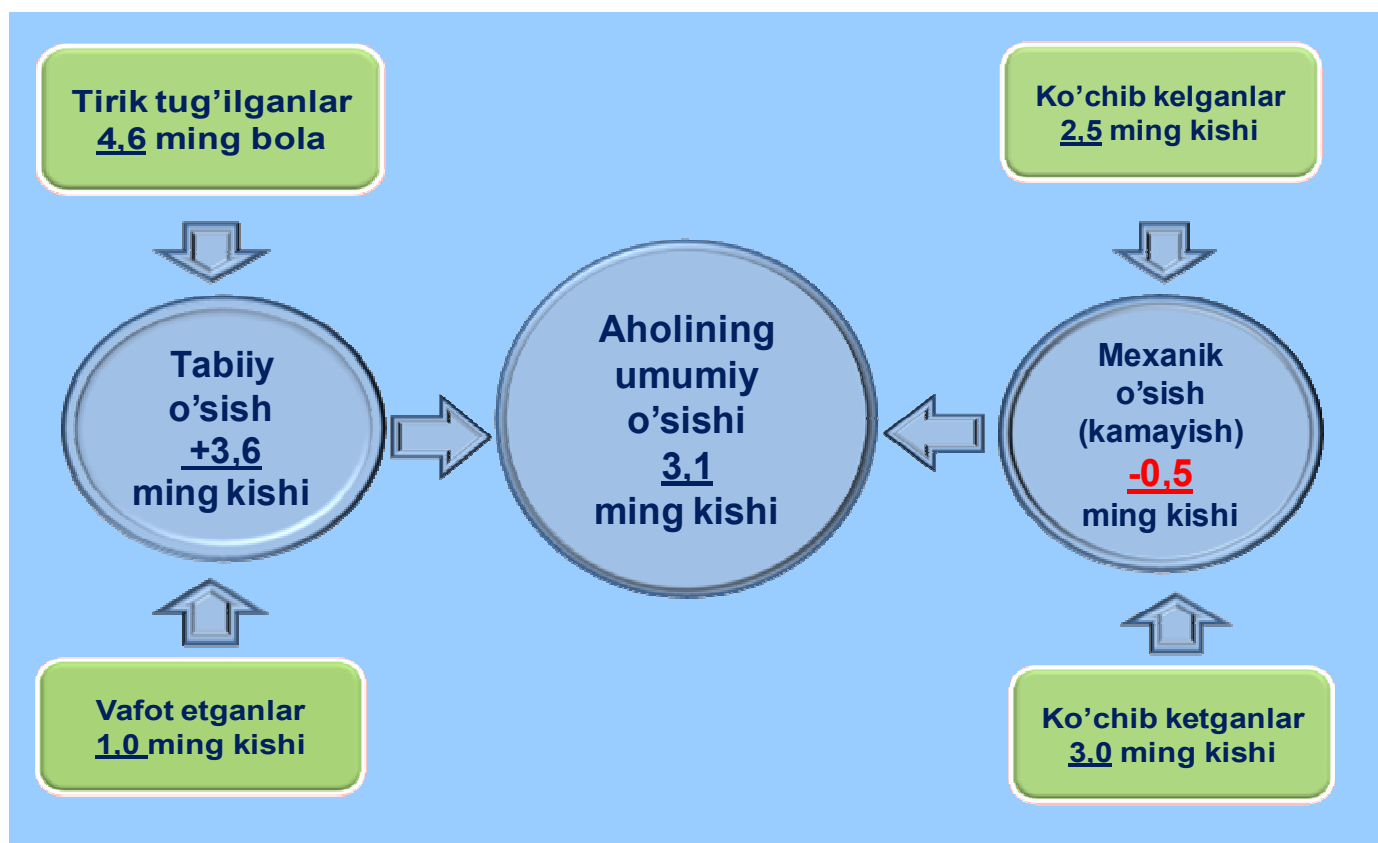 Tirik tug’ilganlar
4,6 ming bola
Ko’chib kelganlar
2,5 ming kishi
Tabiiy
o’sish
+3,6
ming kishi
Aholining
umumiy
o’sishi
3,1
ming kishi
Mexanik
o’sish
(kamayish)
-0,5
ming kishi
Vafot etganlar
1,0 ming kishi
Ko’chib ketganlar
3,0 ming kishi